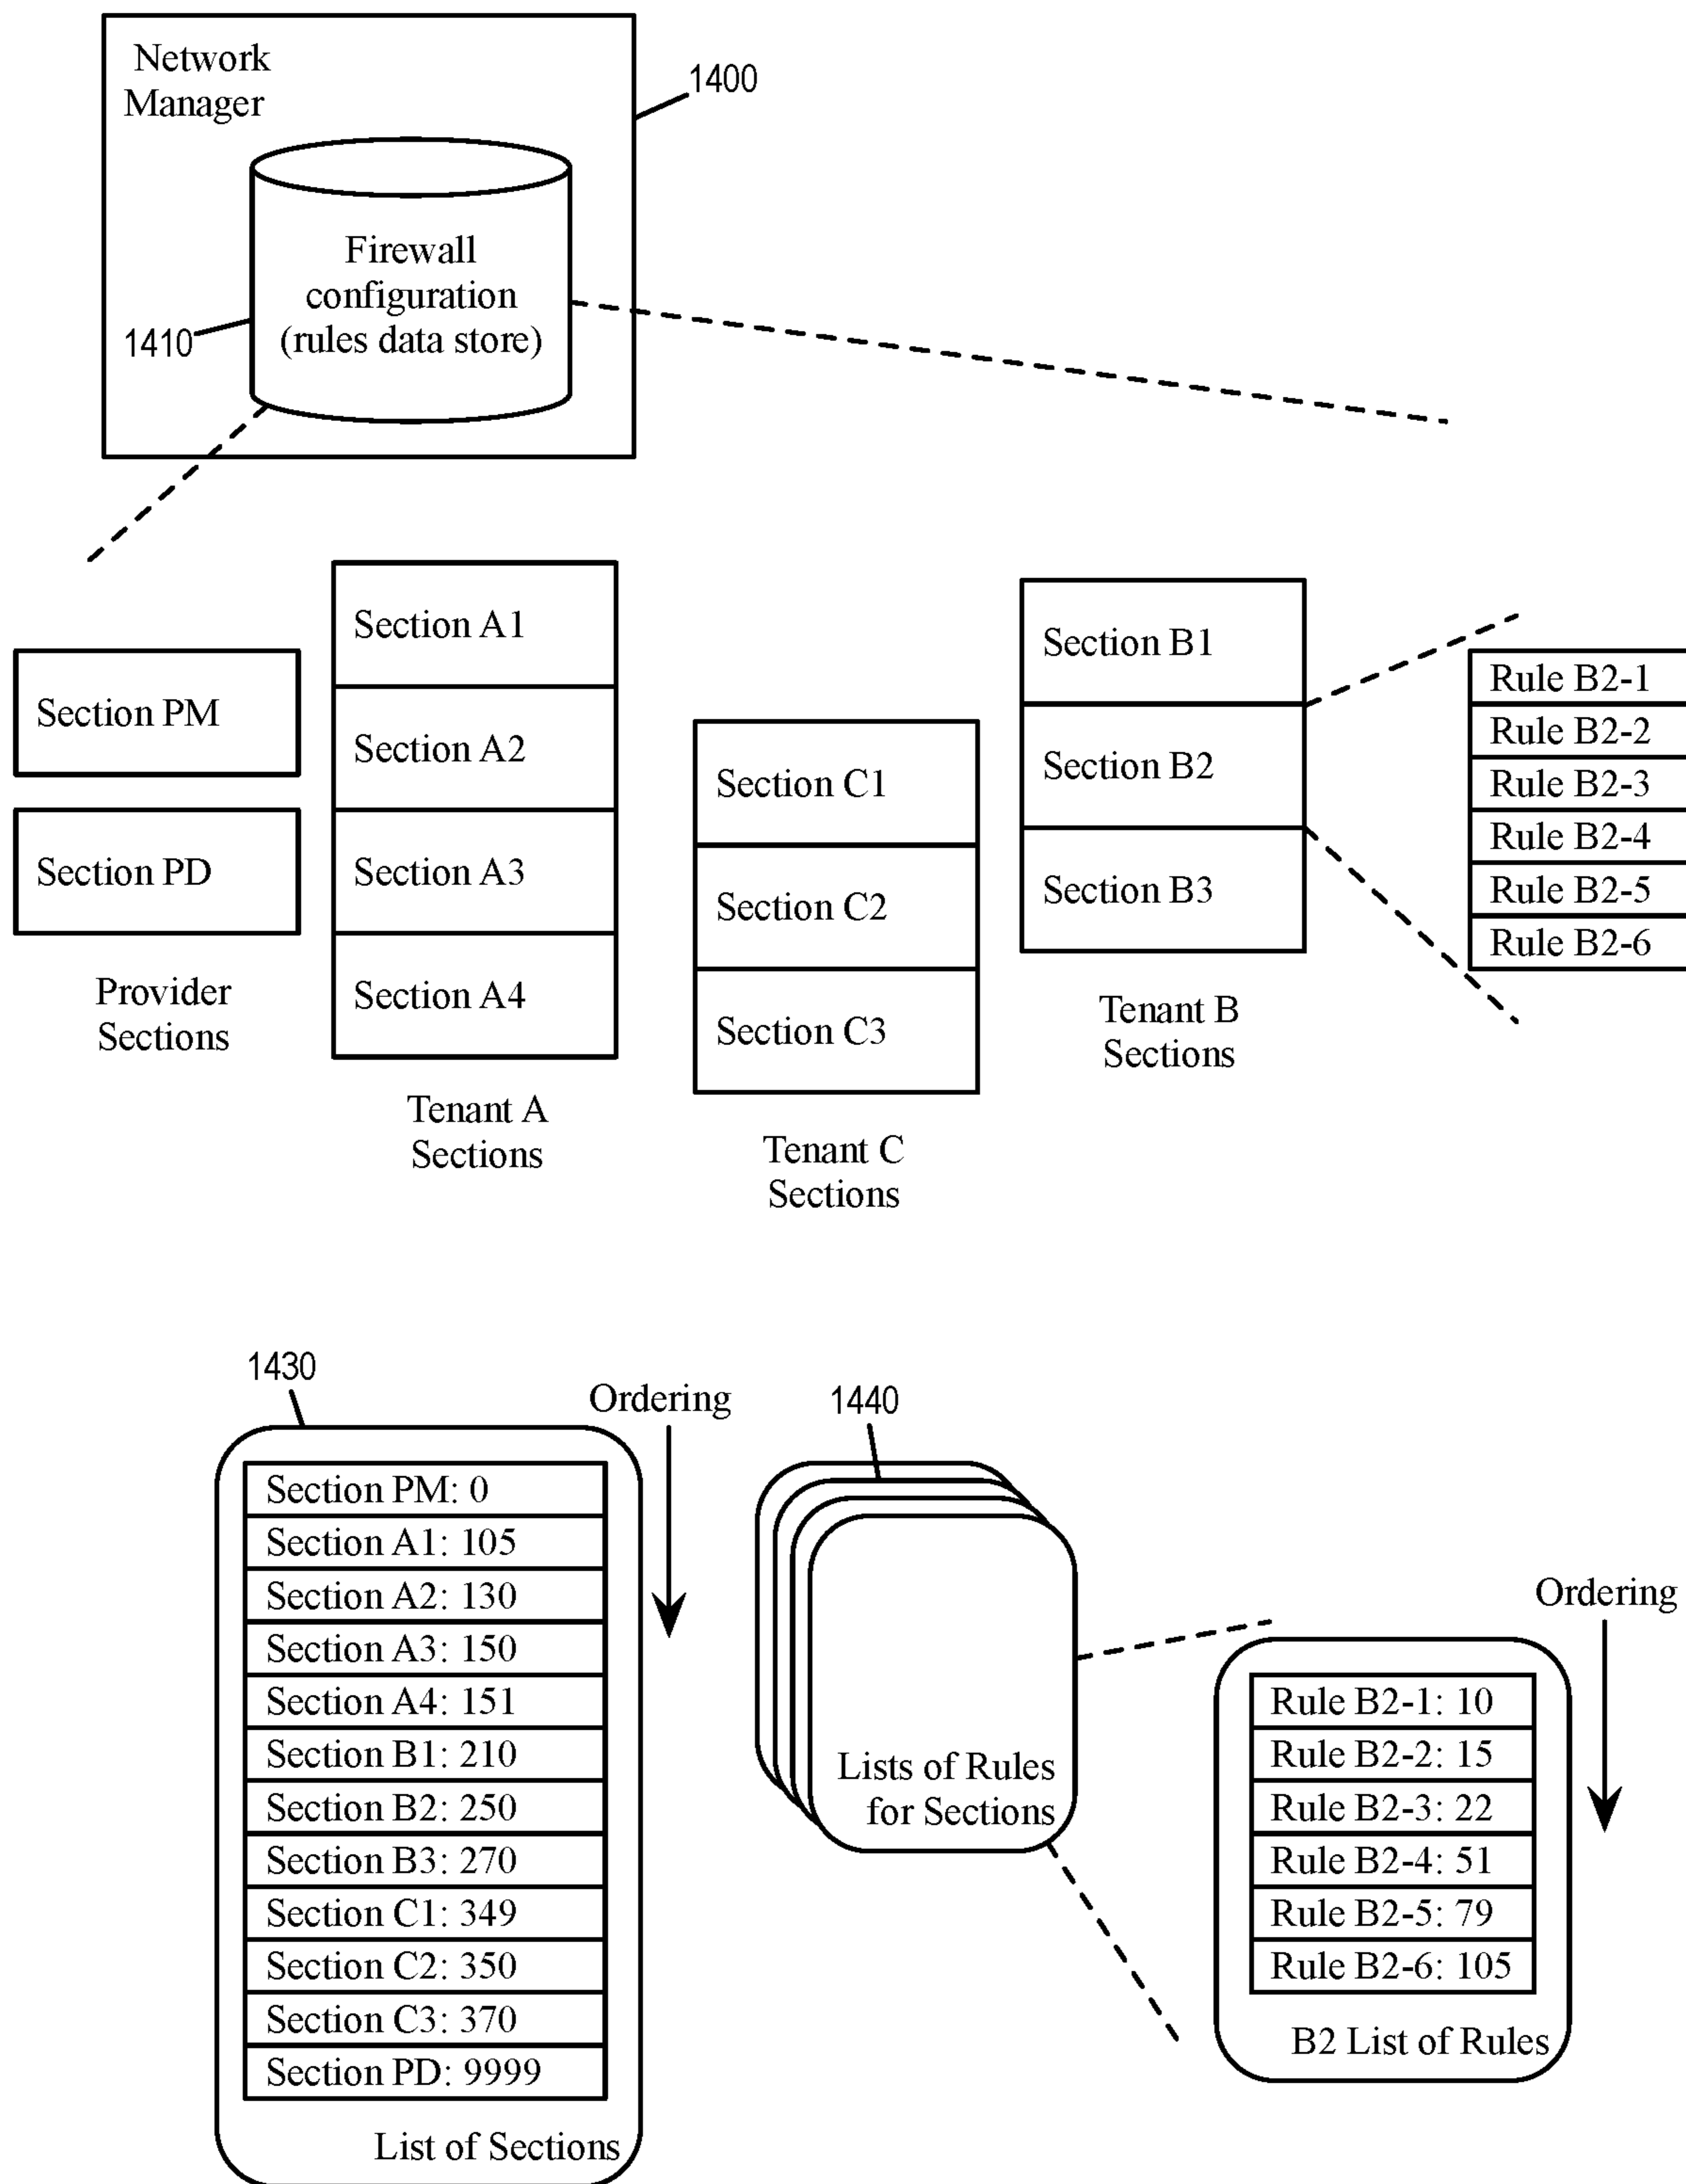 Network
Manager
1400
Firewall
configuration
(rules data store)
1410
Section PM
Section PD
Provider
Sections
Section A1
Section A2
Section A3
Section A4
Tenant A
Sections
Section C1
Section C2
Section C3
Tenant C
Sections
Section B1
Section B2
Section B3
Tenant B
Sections
Rule B2-1
Rule B2-2
Rule B2-3
Rule B2-4
Rule B2-5
Rule B2-6
1430
Ordering
Section PM: 0
Section A1: 105
Section A2: 130
Section A3: 150
Section A4: 151
Section B1: 210
Section B2: 250
Section B3: 270
Section C1: 349
Section C2: 350
Section C3: 370
Section PD: 9999
List of Sections
1440
Lists of Rules
for Sections
Ordering
Rule B2-1: 10
Rule B2-2: 15
Rule B2-3: 22
Rule B2-4: 51
Rule B2-5: 79
Rule B2-6: 105
B2 List of Rules